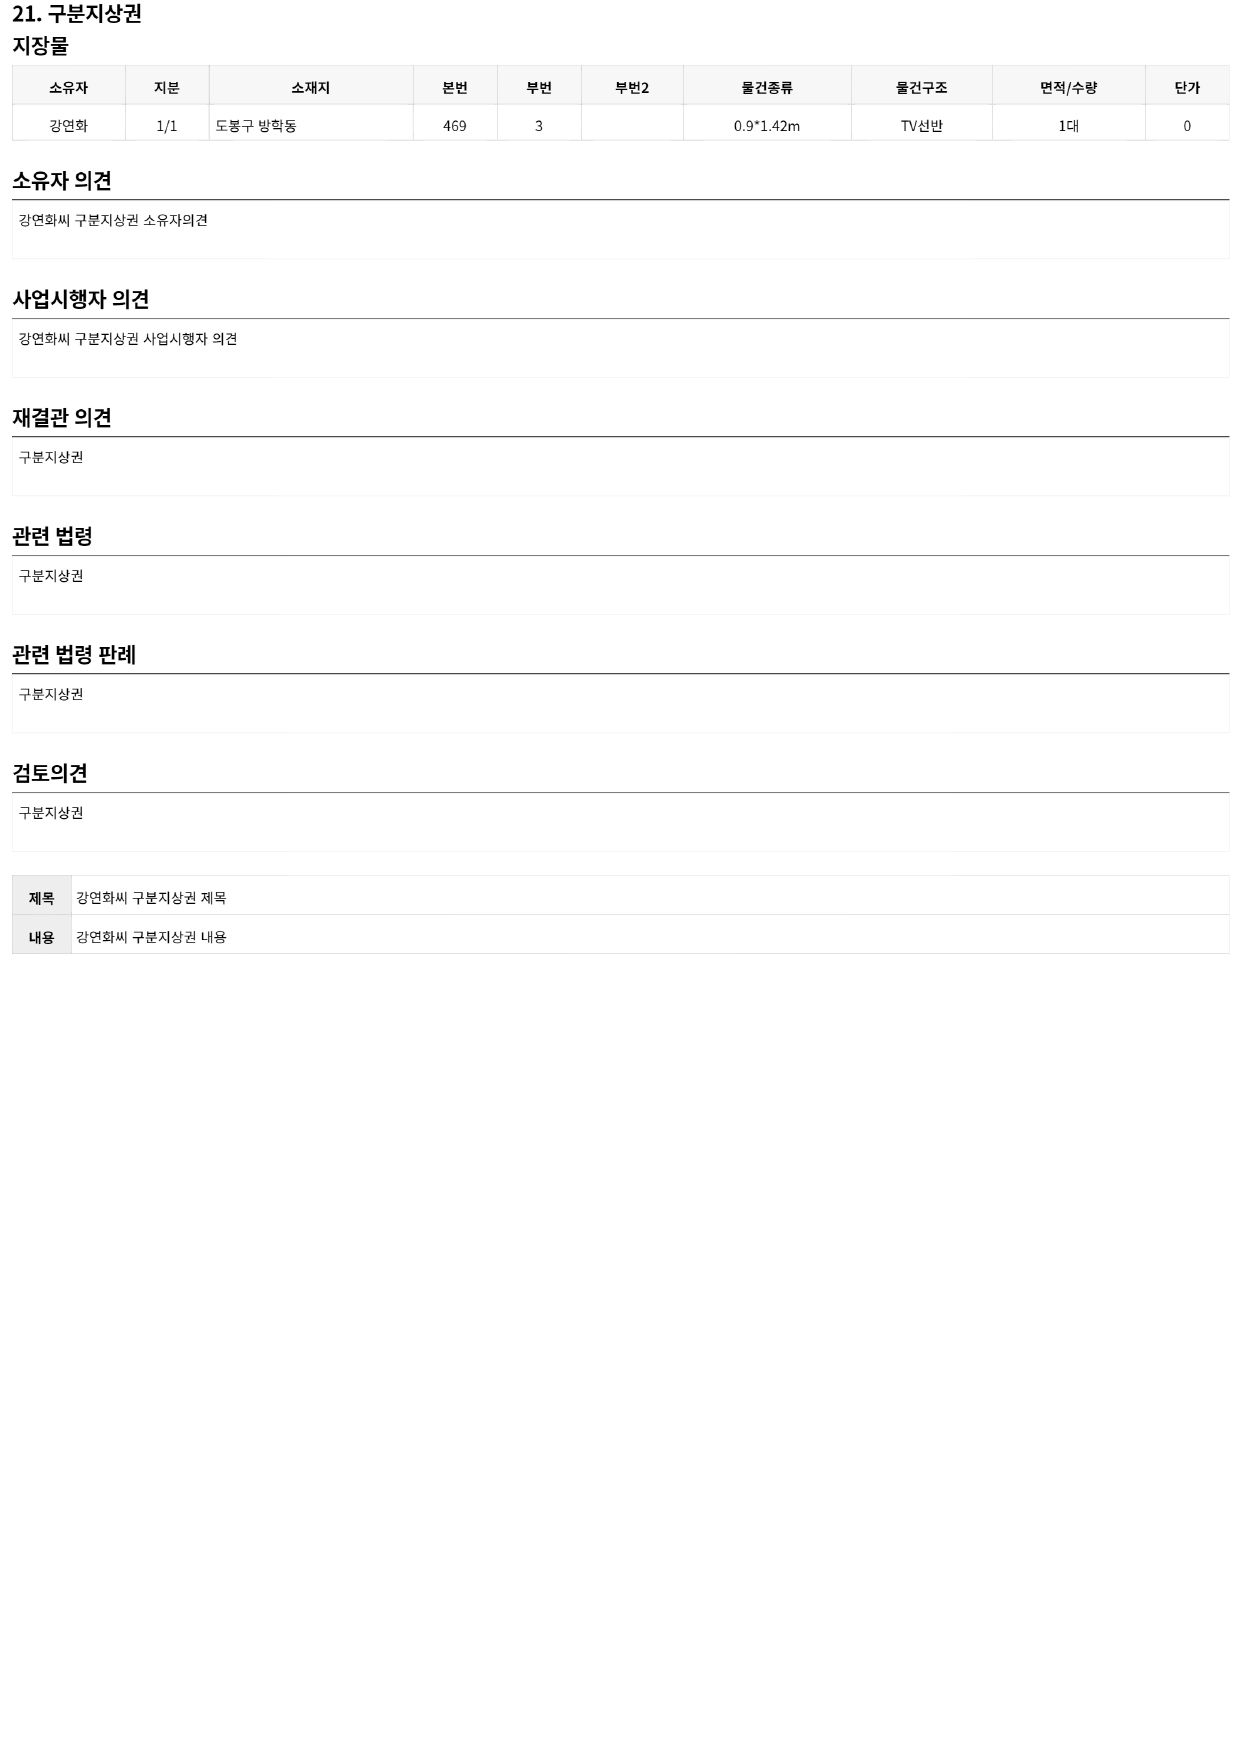 21. 구분지상권
지장물
소유자 지분 소재지 본번 부번 부번2 물건종류 물건구조 면적/수량 단가
강연화 1/1 도봉구 방학동 469 3 0.9*1.42m TV선반 1대 0
소유자 의견
강연화씨 구분지상권 소유자의견
사업시행자 의견
강연화씨 구분지상권 사업시행자 의견
재결관 의견
구분지상권
관련 법령
구분지상권
관련 법령 판례
구분지상권
검토의견
구분지상권
제목 강연화씨 구분지상권 제목
내용 강연화씨 구분지상권 내용